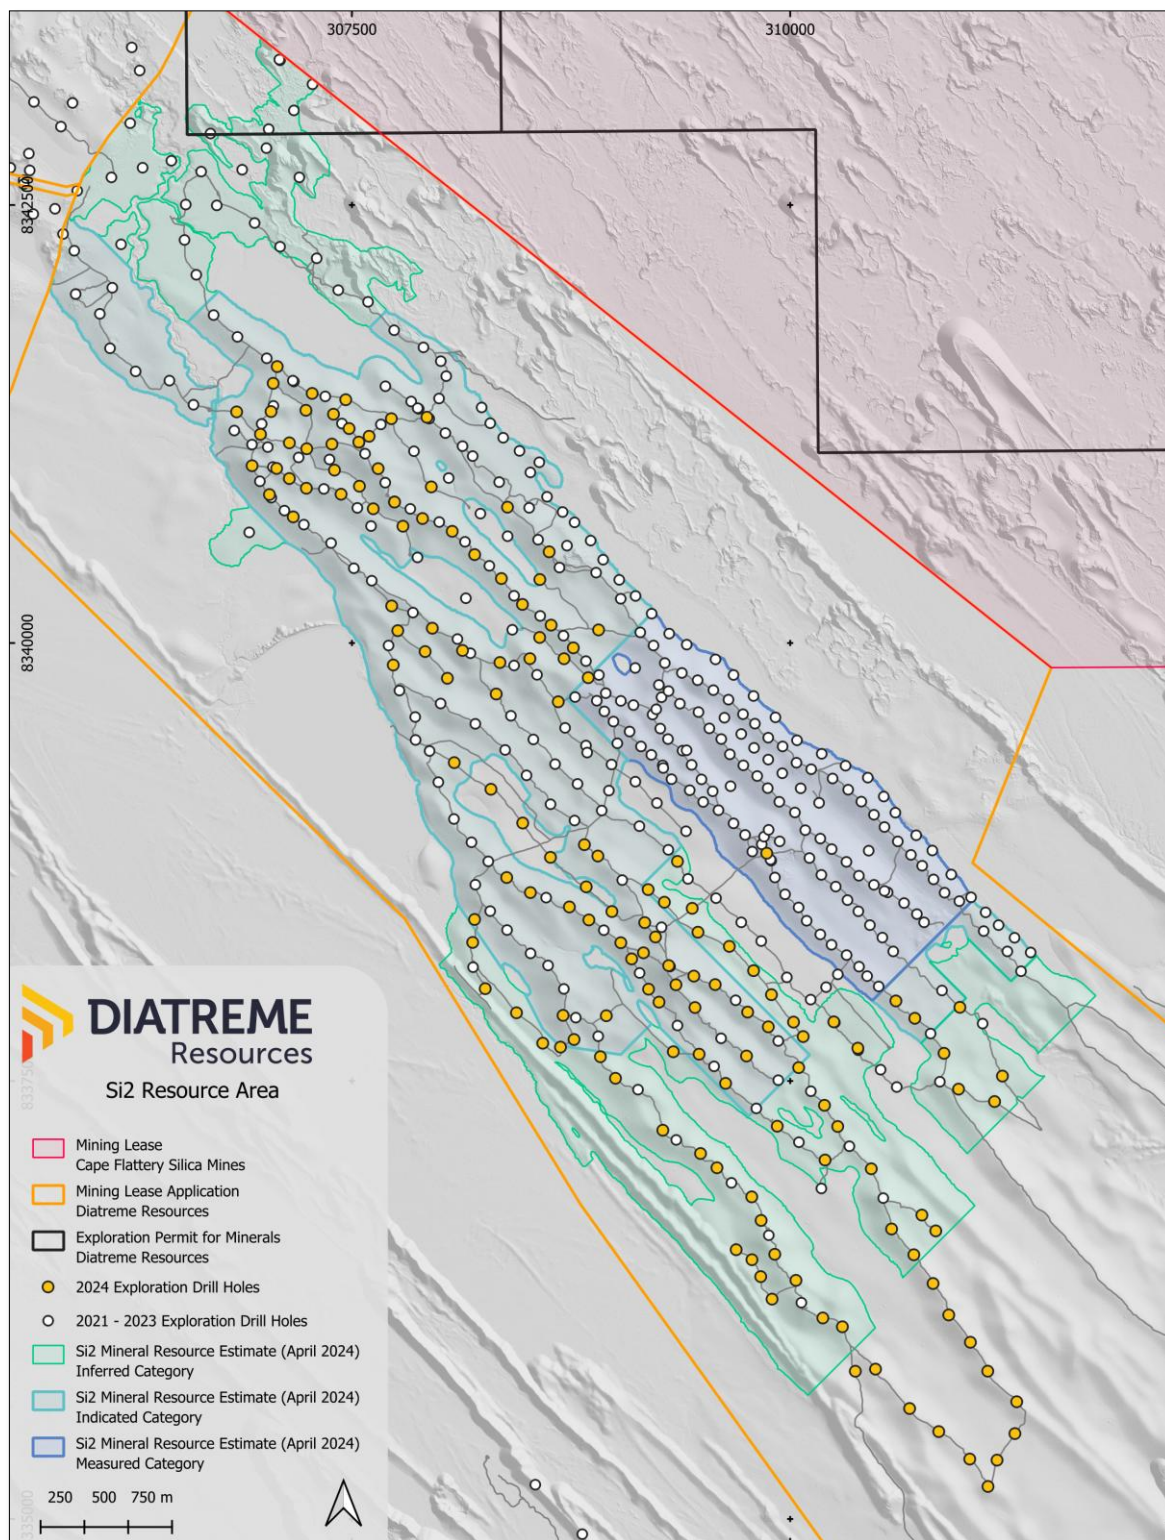 307500
310000
8342500
8340000
DIATREME
Resources
Si2 Resource Area
8337500
Mining Lease
Cape Flattery Silica Mines
Mining Lease Application
Diatreme Resources
Exploration Permit for Minerals
Diatreme Resources
2024 Exploration Drill Holes
2021 - 2023 Exploration Drill Holes
Si2 Mineral Resource Estimate (April 2024)
Inferred Category
Si2 Mineral Resource Estimate (April 2024)
Indicated Category
Si2 Mineral Resource Estimate (April 2024)
Measured Category
250 500 750 m